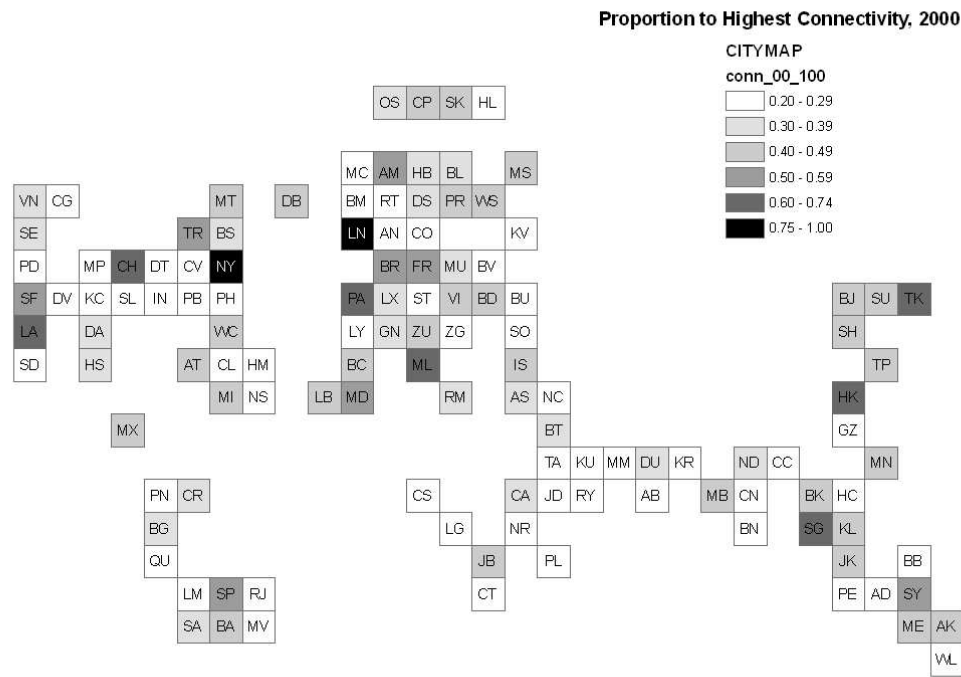 Proportion to Highest Connectivity, 2000
CITYMAP
conn_00_100
0.20 - 0.29
0.30 - 0.39
0.40 - 0.49
0.50 - 0.59
0.60 - 0.74
0.75 - 1.00
OS CP SK HL
MC AM HB BL MS
VN CG MT DB BM RT DS PR WS
SE TR BS LN AN CO KV
PD MP CH DT CV NY BR FR MU BV
SF DV KC SL IN PB PH PA LX ST VI BD BU BJ SU TK
LA DA WC LY GN ZU ZG SO SH
SD HS AT CL HM BC ML IS TP
MI NS LB MD RM AS NC HK
MX BT GZ
TA KU MM DU KR ND CC MN
PN CR CS CA JD RY AB MB CN BK HC
BG LG NR BN SG KL
QU JB PL JK BB
LM SP RJ CT PE AD SY
SA BA MV ME AK
WL